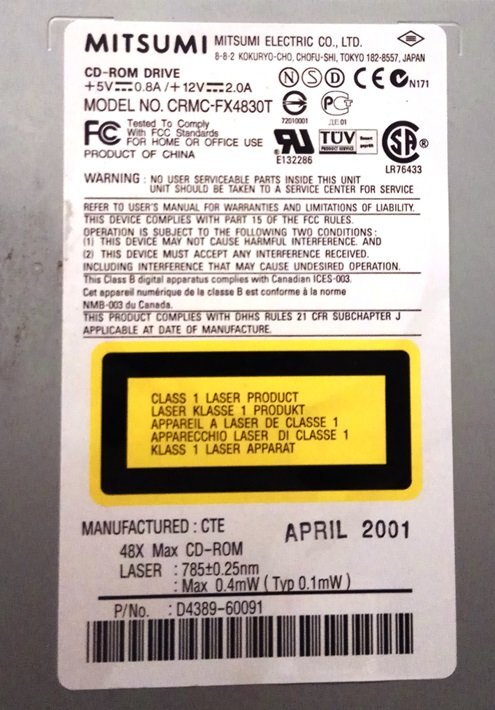 MITSUMI MITSUMI ELECTRIC CO., LTD.
8-8-2 KOKURYO-CHO, CHOFU-SHI, TOKYO 182-8557, JAPAN
CD-ROM DRIVE
+5V 0.8A / +12V 2.0A
N S D CE N171
MODEL NO. CRMC-FX4830T
72010001
FC Tested To Comply
With FCC Standards
FOR HOME OR OFFICE USE
PRODUCT OF CHINA
E132286
TÜV
PRODUCT SERVICE
LR76433
WARNING : NO USER SERVICEABLE PARTS INSIDE THIS UNIT
UNIT SHOULD BE TAKEN TO A SERVICE CENTER FOR SERVICE
REFER TO USER'S MANUAL FOR WARRANTIES AND LIMITATIONS OF LIABILITY.
THIS DEVICE COMPLIES WITH PART 15 OF THE FCC RULES.
OPERATION IS SUBJECT TO THE FOLLOWING TWO CONDITIONS:
(1) THIS DEVICE MAY NOT CAUSE HARMFUL INTERFERENCE. AND
(2) THIS DEVICE MUST ACCEPT ANY INTERFERENCE RECEIVED.
INCLUDING INTERFERENCE THAT MAY CAUSE UNDESIRED OPERATION.
This Class B digital apparatus complies with Canadian ICES-003.
Cet appareil numérique de la classe B est conforme à la norme
NMB-003 du Canada.
THIS PRODUCT COMPLIES WITH DHHS RULES 21 CFR SUBCHAPTER J
APPLICABLE AT DATE OF MANUFACTURE.
CLASS 1 LASER PRODUCT
LASER KLASSE 1 PRODUKT
APPAREIL A LASER DE CLASSE 1
APPARECCHIO LASER DI CLASSE 1
KLASS 1 LASER APPARAT
MANUFACTURED : CTE APRIL 2001
48X Max CD-ROM
LASER : 785±0.25nm
: Max 0.4mW ( Typ 0.1mW )
P/No. : D4389-60091